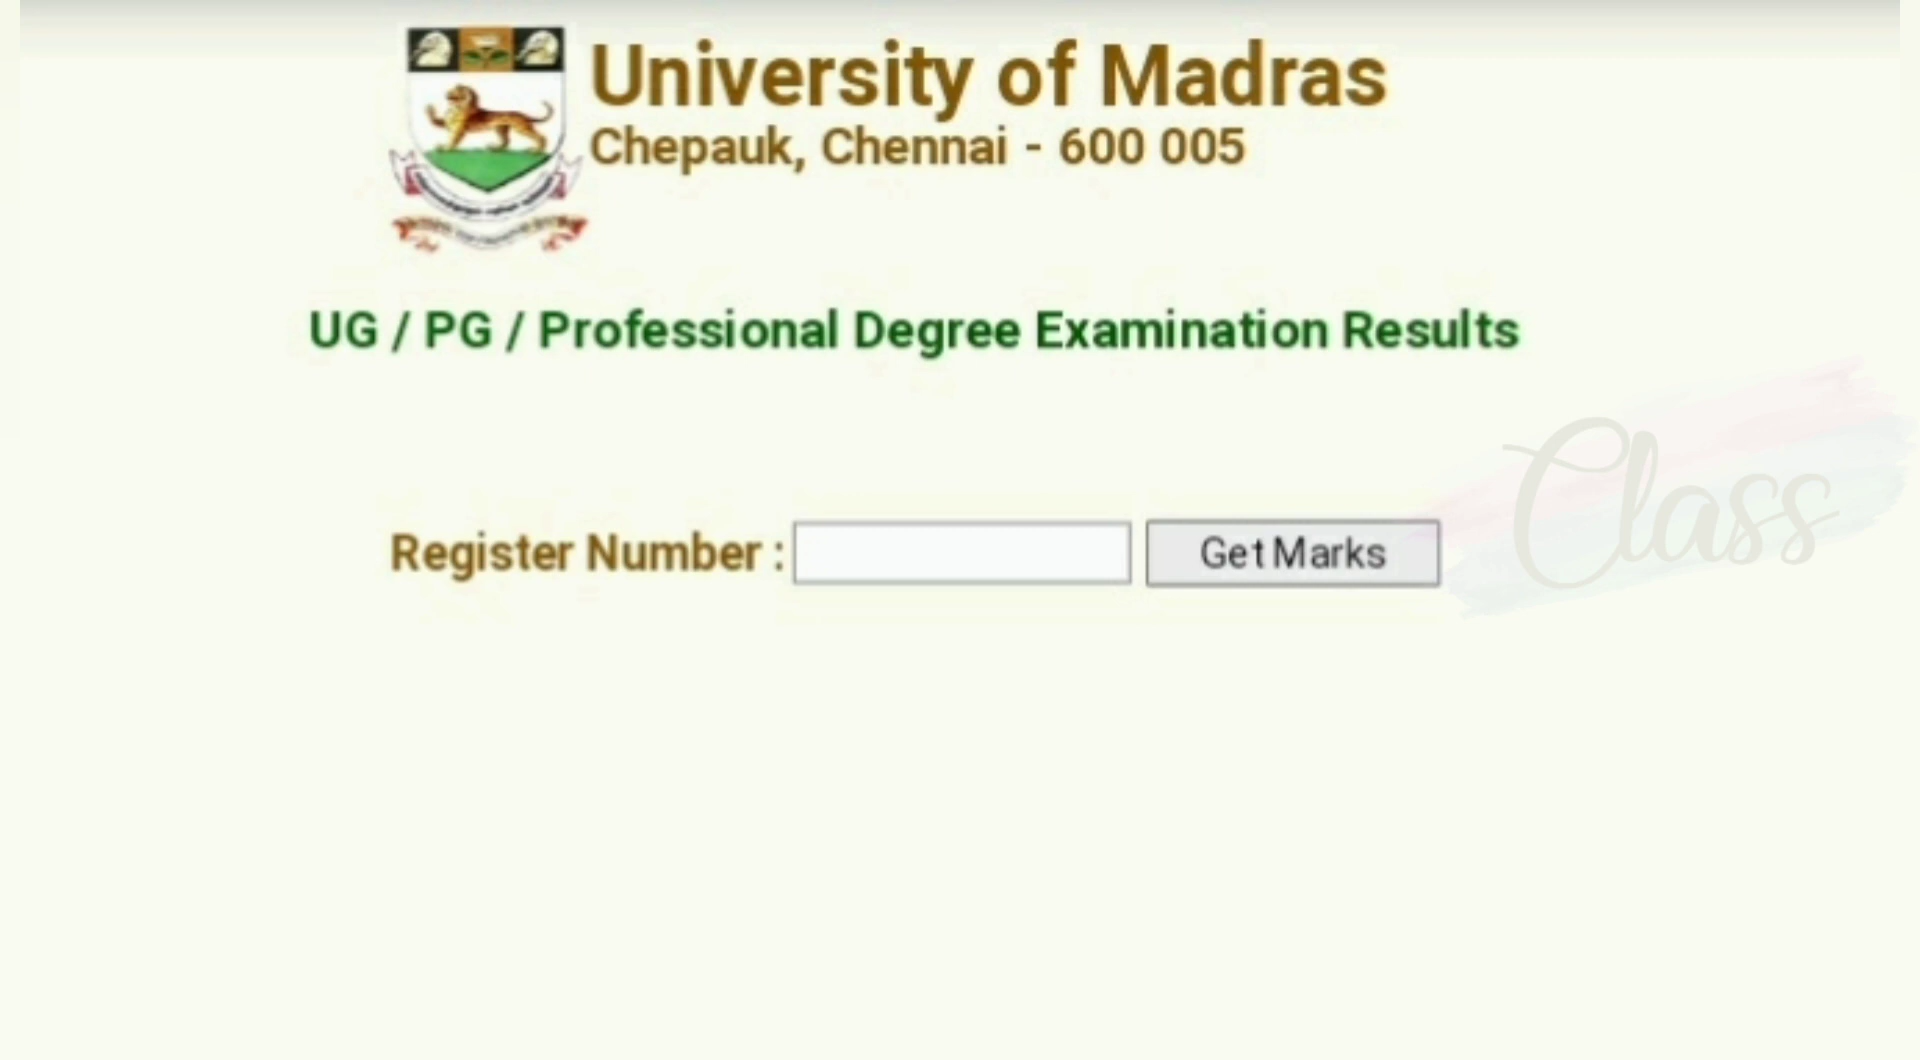 University of Madras
Chepauk, Chennai - 600 005
UG / PG / Professional Degree Examination Results
Register Number :
Get Marks
Class